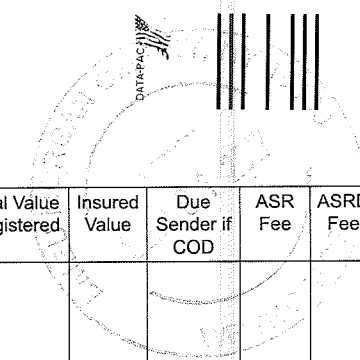 DATA-PAC
al Value
gistered
Insured
Value
Due
Sender if
COD
ASR
Fee
ASRD
Fee